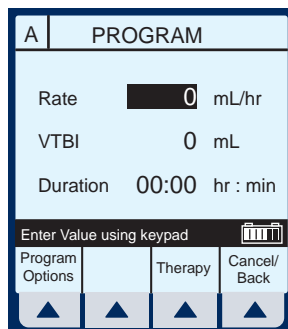 A PROGRAM
Rate 0 mL/hr
VTBI 0 mL
Duration 00:00 hr : min
Enter Value using keypad
Program Options Therapy Cancel/ Back